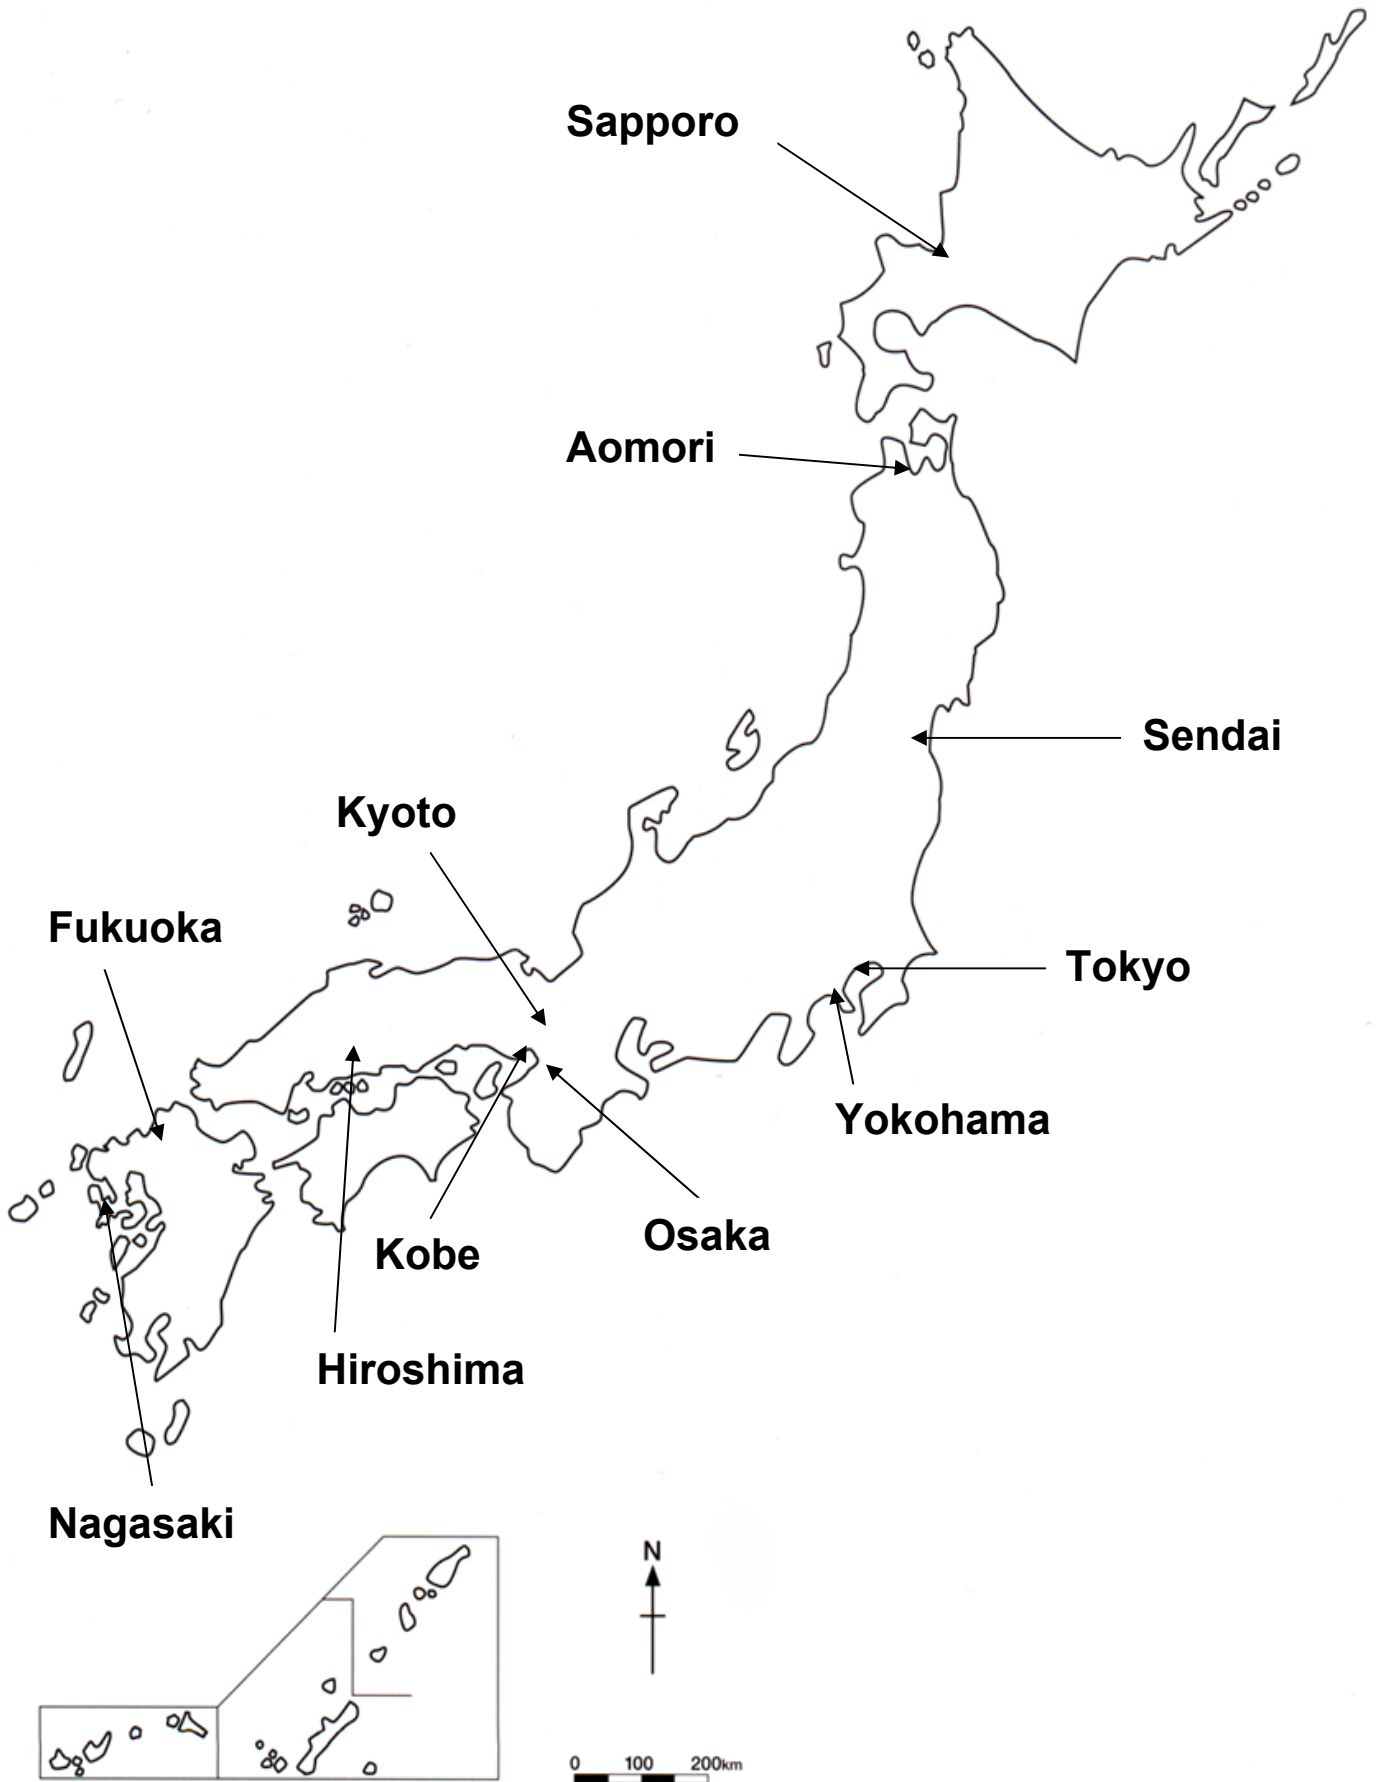 Sapporo
Aomori
Sendai
Kyoto
Fukuoka
Tokyo
Yokohama
Osaka
Kobe
Hiroshima
Nagasaki
N
0 100 200km